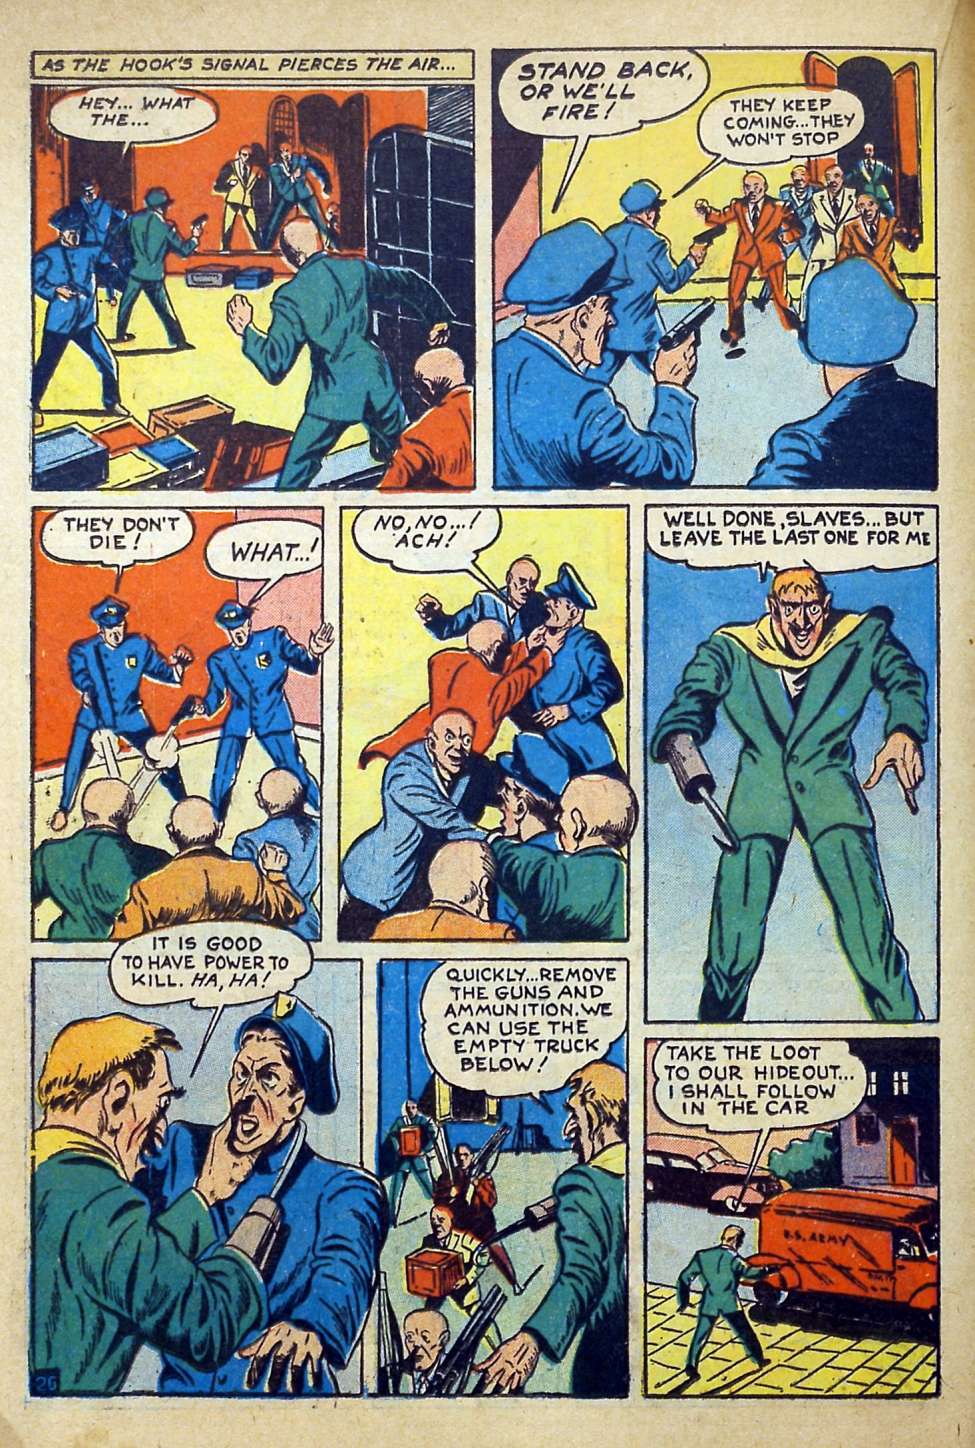 AS THE HOOK'S SIGNAL PIERCES THE AIR...
HEY... WHAT
THE...
STAND BACK,
OR WE'LL
FIRE!
THEY KEEP
COMING...THEY
WON'T STOP
THEY DON'T
DIE!
WHAT...!
NO, NO...!
ACH!
WELL DONE, SLAVES... BUT
LEAVE THE LAST ONE FOR ME
IT IS GOOD
TO HAVE POWER TO
KILL. HA, HA!
QUICKLY...REMOVE
THE GUNS AND
AMMUNITION. WE
CAN USE THE
EMPTY TRUCK
BELOW!
TAKE THE LOOT
TO OUR HIDEOUT...
I SHALL FOLLOW
IN THE CAR
U.S. ARMY